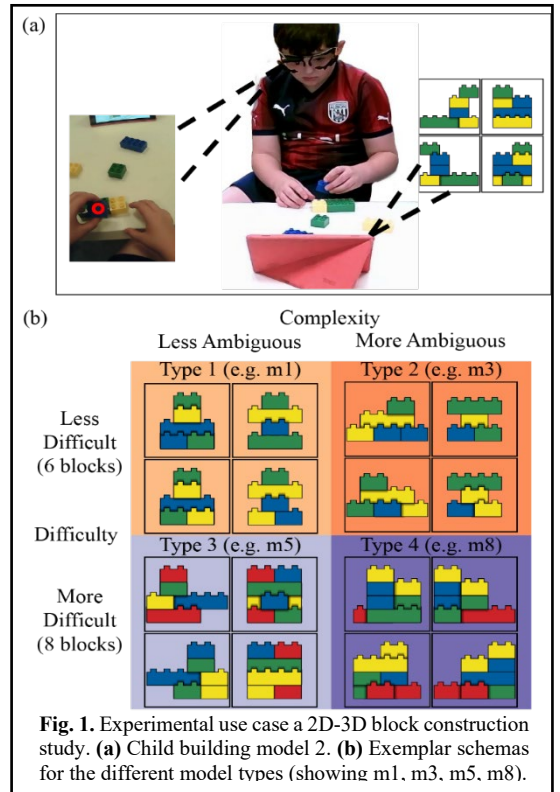 (a)
(b)
Complexity
Less Ambiguous More Ambiguous
Type 1 (e.g. m1) Type 2 (e.g. m3)
Less
Difficult
(6 blocks)
Difficulty
Type 3 (e.g. m5) Type 4 (e.g. m8)
More
Difficult
(8 blocks)
Fig. 1. Experimental use case a 2D-3D block construction
study. (a) Child building model 2. (b) Exemplar schemas
for the different model types (showing m1, m3, m5, m8).